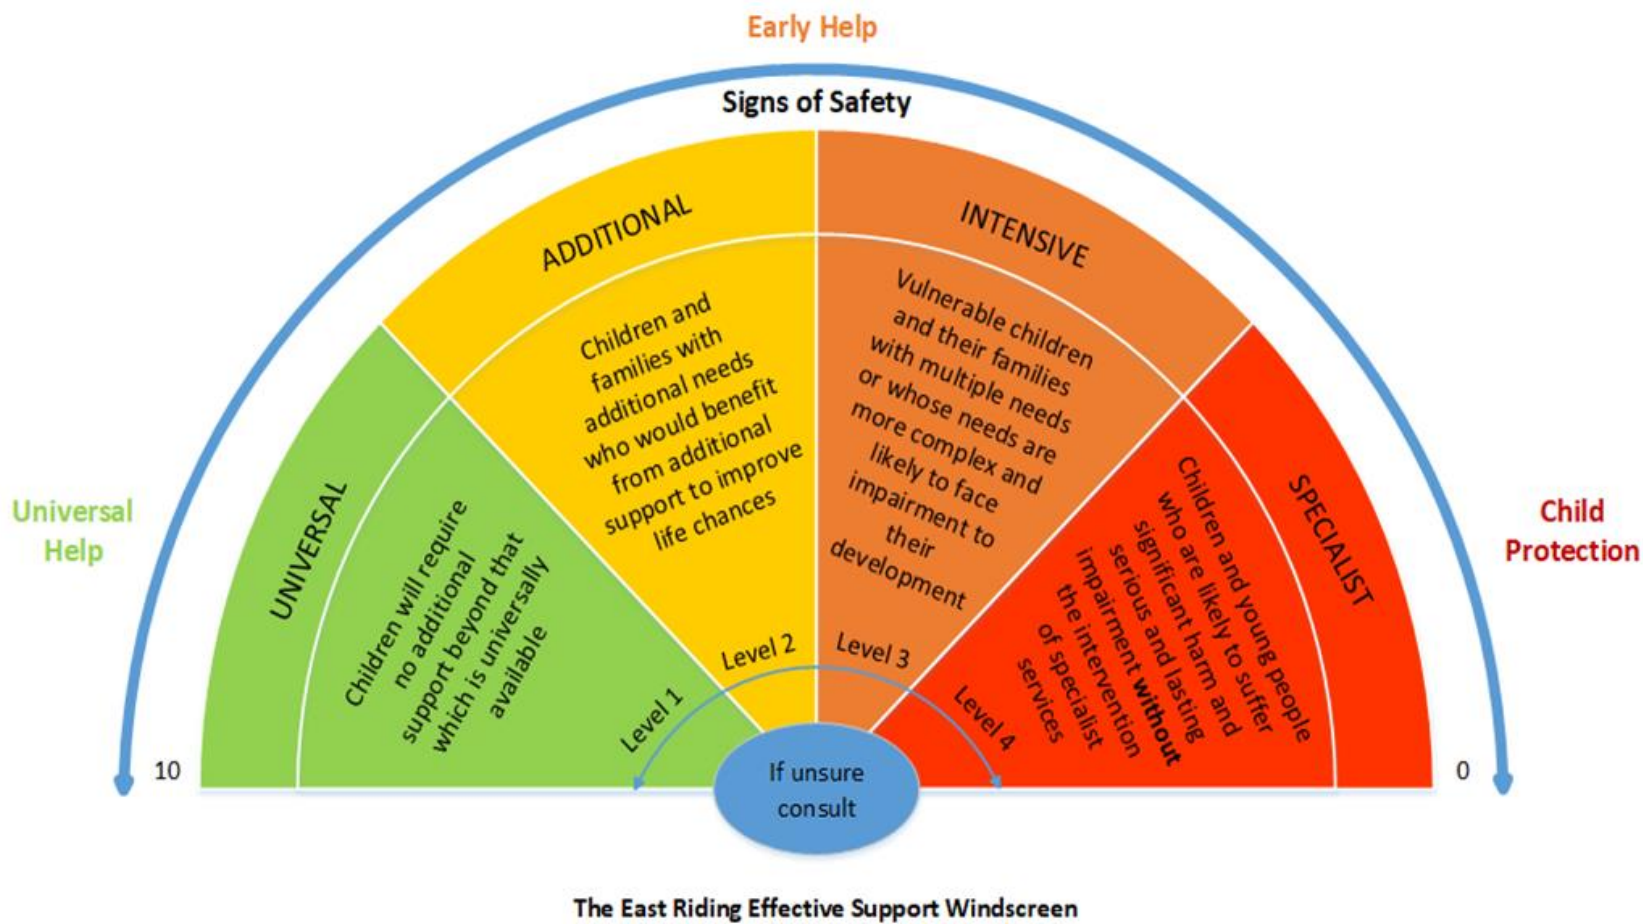 Early Help
Signs of Safety
Universal
Help
UNIVERSAL
Children will require
no additional
support beyond that
which is universally
available
Level 1
ADDITIONAL
Children and
families with
additional needs
who would benefit
from additional
support to improve
life chances
Level 2
INTENSIVE
Vulnerable children
and their families
with multiple needs
or whose needs are
more complex and
likely to face
impairment to
their
development
Level 3
SPECIALIST
Children and young people
who are likely to suffer
significant harm and
serious and lasting
impairment without
the intervention
of specialist
services
Level 4
Child
Protection
10
0
If unsure
consult
The East Riding Effective Support Windscreen